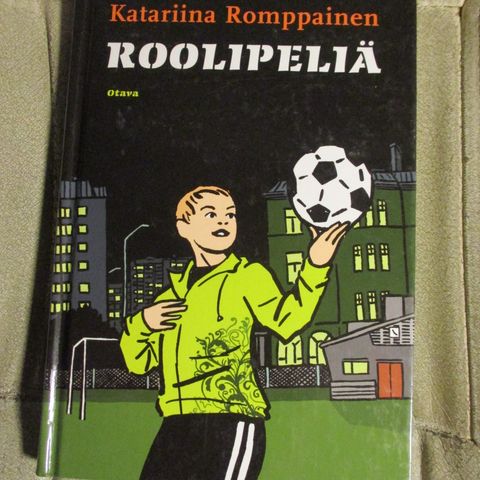 Katariina Romppainen
ROOLIPELIÄ
Otava